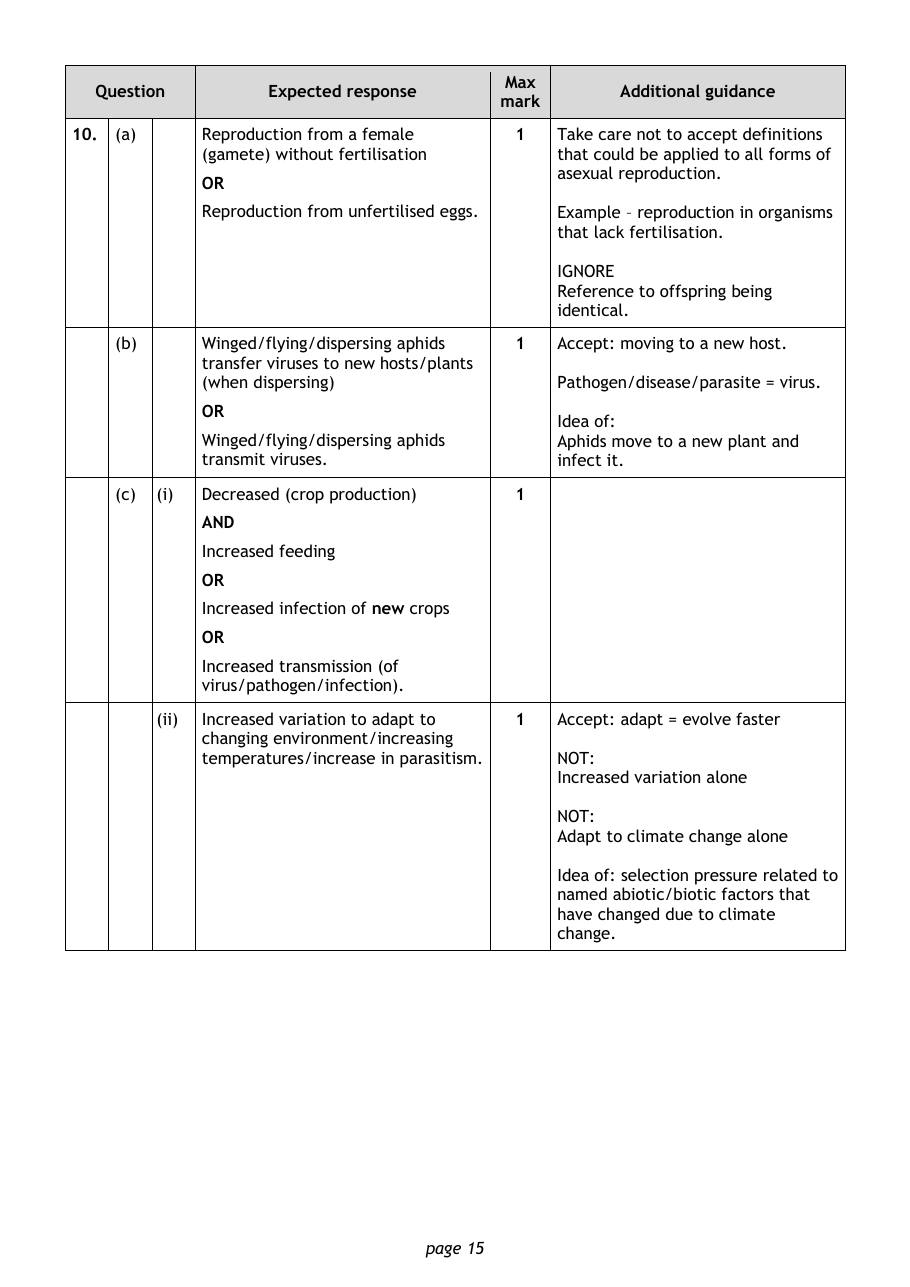 Question Expected response Max mark Additional guidance
10. (a) Reproduction from a female
(gamete) without fertilisation
OR
Reproduction from unfertilised eggs.
1
Take care not to accept definitions
that could be applied to all forms of
asexual reproduction.
Example – reproduction in organisms
that lack fertilisation.
IGNORE
Reference to offspring being
identical.
(b) Winged/flying/dispersing aphids
transfer viruses to new hosts/plants
(when dispersing)
OR
Winged/flying/dispersing aphids
transmit viruses.
1
Accept: moving to a new host.
Pathogen/disease/parasite = virus.
Idea of:
Aphids move to a new plant and
infect it.
(c) (i) Decreased (crop production)
AND
Increased feeding
OR
Increased infection of new crops
OR
Increased transmission (of
virus/pathogen/infection).
1
(ii) Increased variation to adapt to
changing environment/increasing
temperatures/increase in parasitism.
1
Accept: adapt = evolve faster
NOT:
Increased variation alone
NOT:
Adapt to climate change alone
Idea of: selection pressure related to
named abiotic/biotic factors that
have changed due to climate
change.
page 15